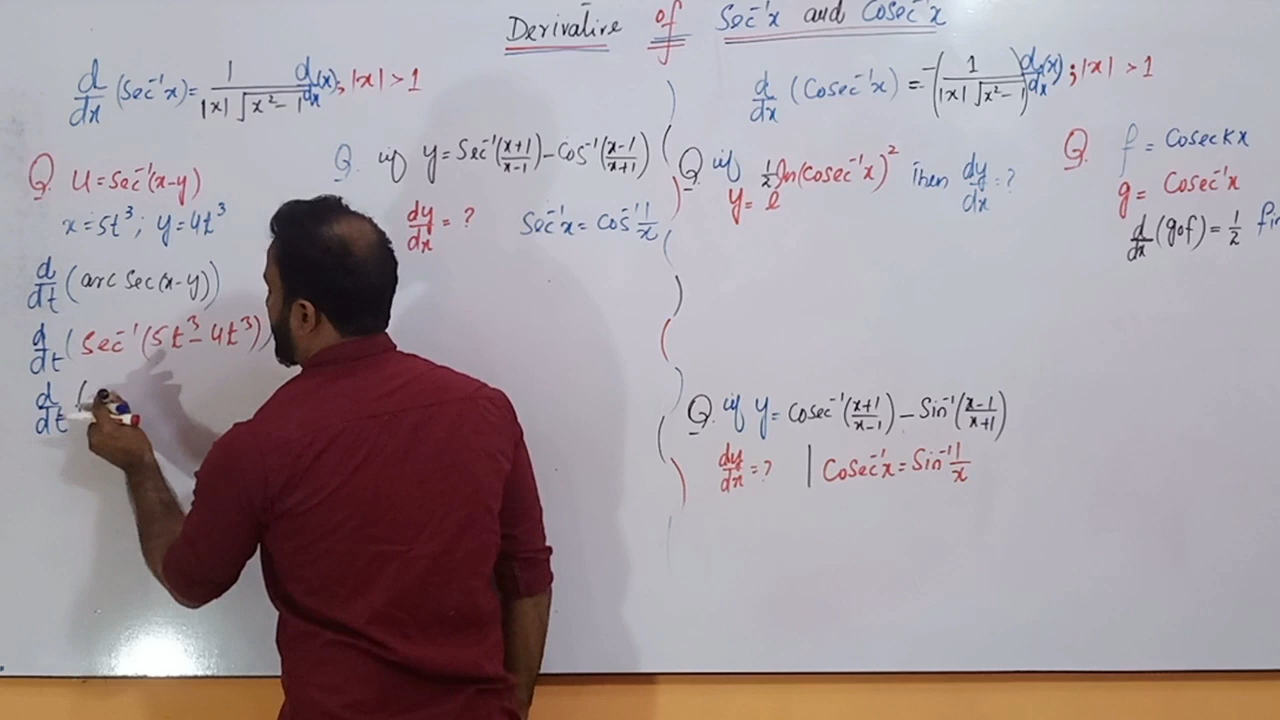 Derivative of Sec⁻¹x and Cosec⁻¹x
d/dx (Sec⁻¹x) = 1/(|x|√(x²-1)) d/dx(x) ; |x| > 1
d/dx (Cosec⁻¹x) = -(1/(|x|√(x²-1))) d/dx(x) ; |x| > 1
Q. U = Sec⁻¹(x-y)
x = 5t³ ; y = 4t³
d/dt (arc Sec(x-y))
d/dt (Sec⁻¹(5t³ - 4t³))
d/dt (
Q. if y = Sec⁻¹((x+1)/(x-1)) - Cos⁻¹((x-1)/(x+1))
dy/dx = ? Sec⁻¹x = Cos⁻¹ 1/x
Q. if y = e^(1/2 ln(cosec⁻¹x)²) Then dy/dx = ?
Q. f = Coseckx
g = Cosec⁻¹x
d/dx (gof) = 1/2
Q. if y = Cosec⁻¹((x+1)/(x-1)) - Sin⁻¹((x-1)/(x+1))
dy/dx = ? | Cosec⁻¹x = Sin⁻¹ 1/x